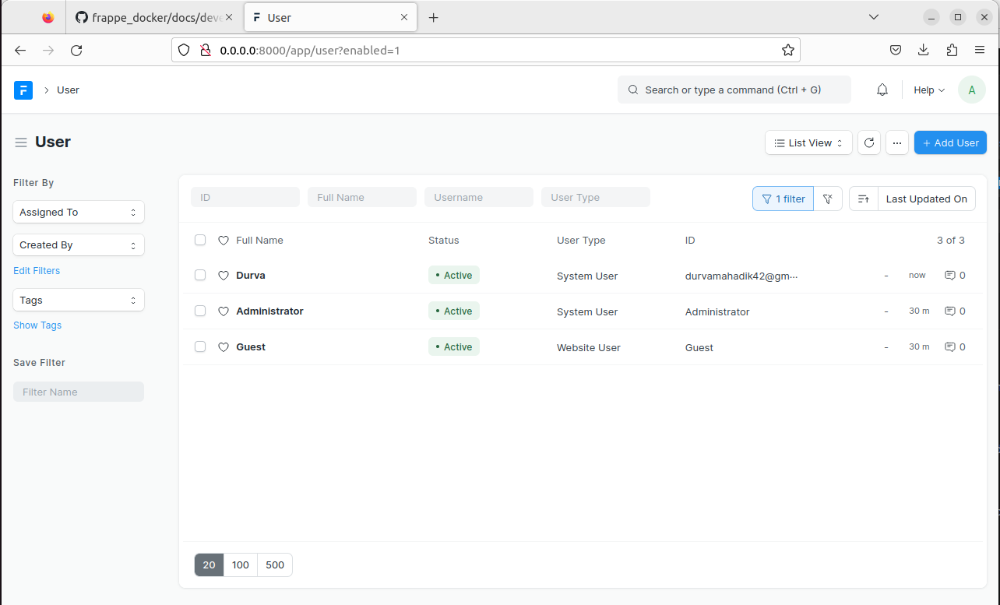 frappe_docker/docs/deve
User
0.0.0.0:8000/app/user?enabled=1
User
Search or type a command (Ctrl + G)
Help
A
User
List View
+ Add User
Filter By
Assigned To
Created By
Edit Filters
Tags
Show Tags
Save Filter
Filter Name
ID Full Name Username User Type
1 filter
Last Updated On
Full Name Status User Type ID 3 of 3
Durva • Active System User durvamahadik42@gm··· - now 0
Administrator • Active System User Administrator - 30 m 0
Guest • Active Website User Guest - 30 m 0
20 100 500